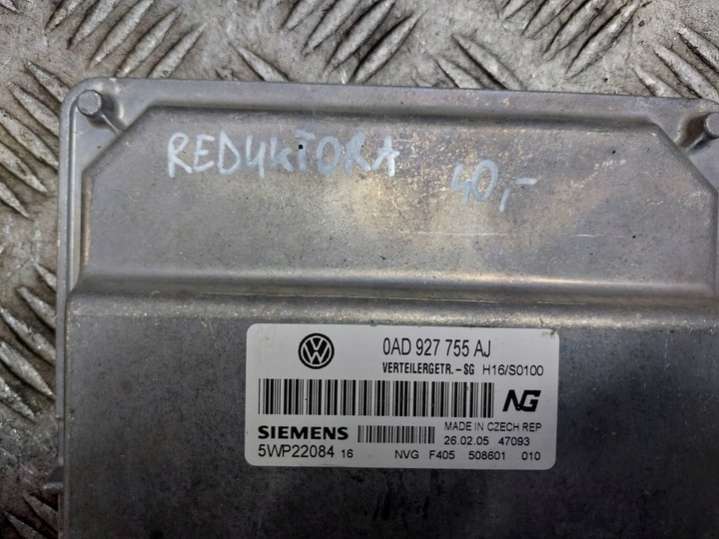 REDUKTORA 40,-
0AD 927 755 AJ
VERTEILERGETR.-SG H16/S0100
NG
SIEMENS MADE IN CZECH REP
26.02.05 47093
5WP22084 16 NVG F405 508601 010